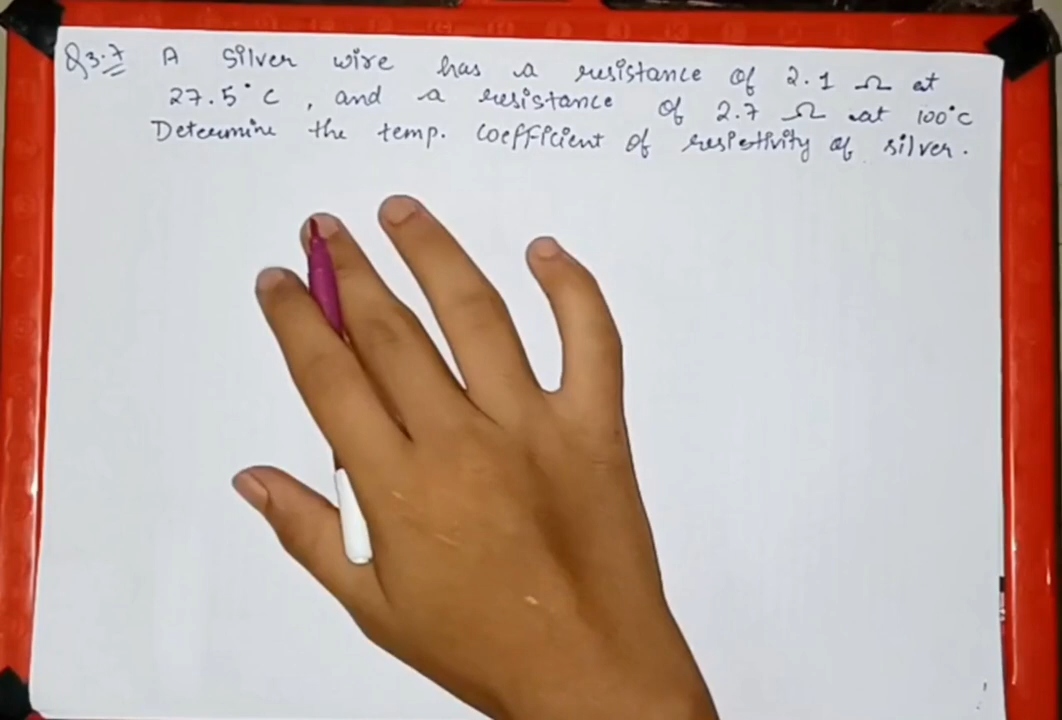 Q3.7 A Silver wire has a resistance of 2.1 Ω at
27.5°C , and a resistance of 2.7 Ω at 100°C
Determine the temp. coefficient of resistivity of silver.